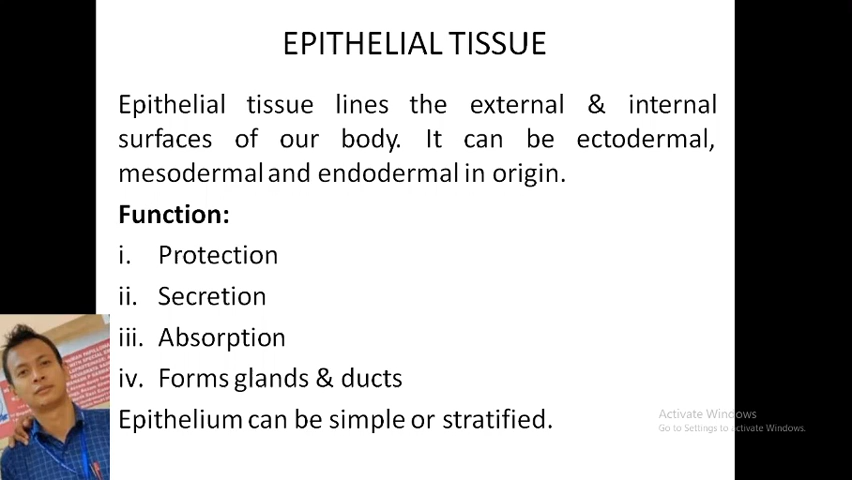 EPITHELIAL TISSUE
Epithelial tissue lines the external & internal
surfaces of our body. It can be ectodermal,
mesodermal and endodermal in origin.
Function:
i. Protection
ii. Secretion
iii. Absorption
iv. Forms glands & ducts
Epithelium can be simple or stratified.
Activate Windows
Go to Settings to activate Windows.